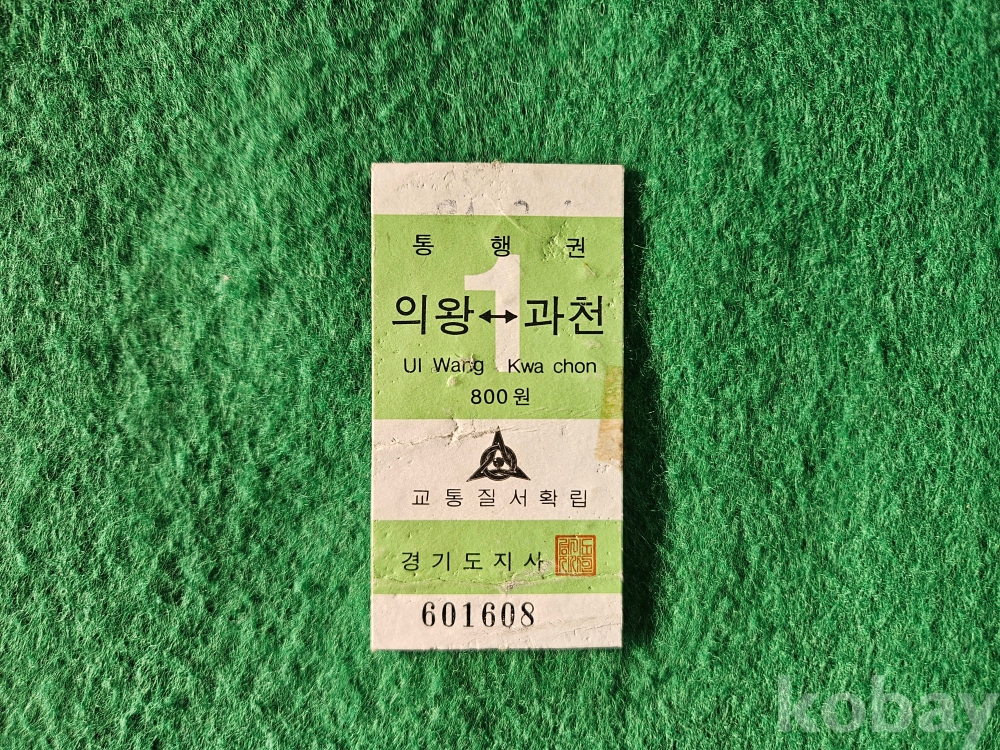 통 행 권
1
의왕↔과천
UI Wang Kwa chon
800원
교통질서확립
경기도지사
601608
kobay